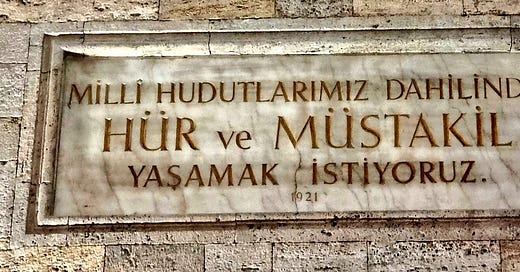 MİLLÎ HUDUTLARIMIZ DAHİLİND
HÜR ve MÜSTAKİL
YAŞAMAK İSTİYORUZ.
1921